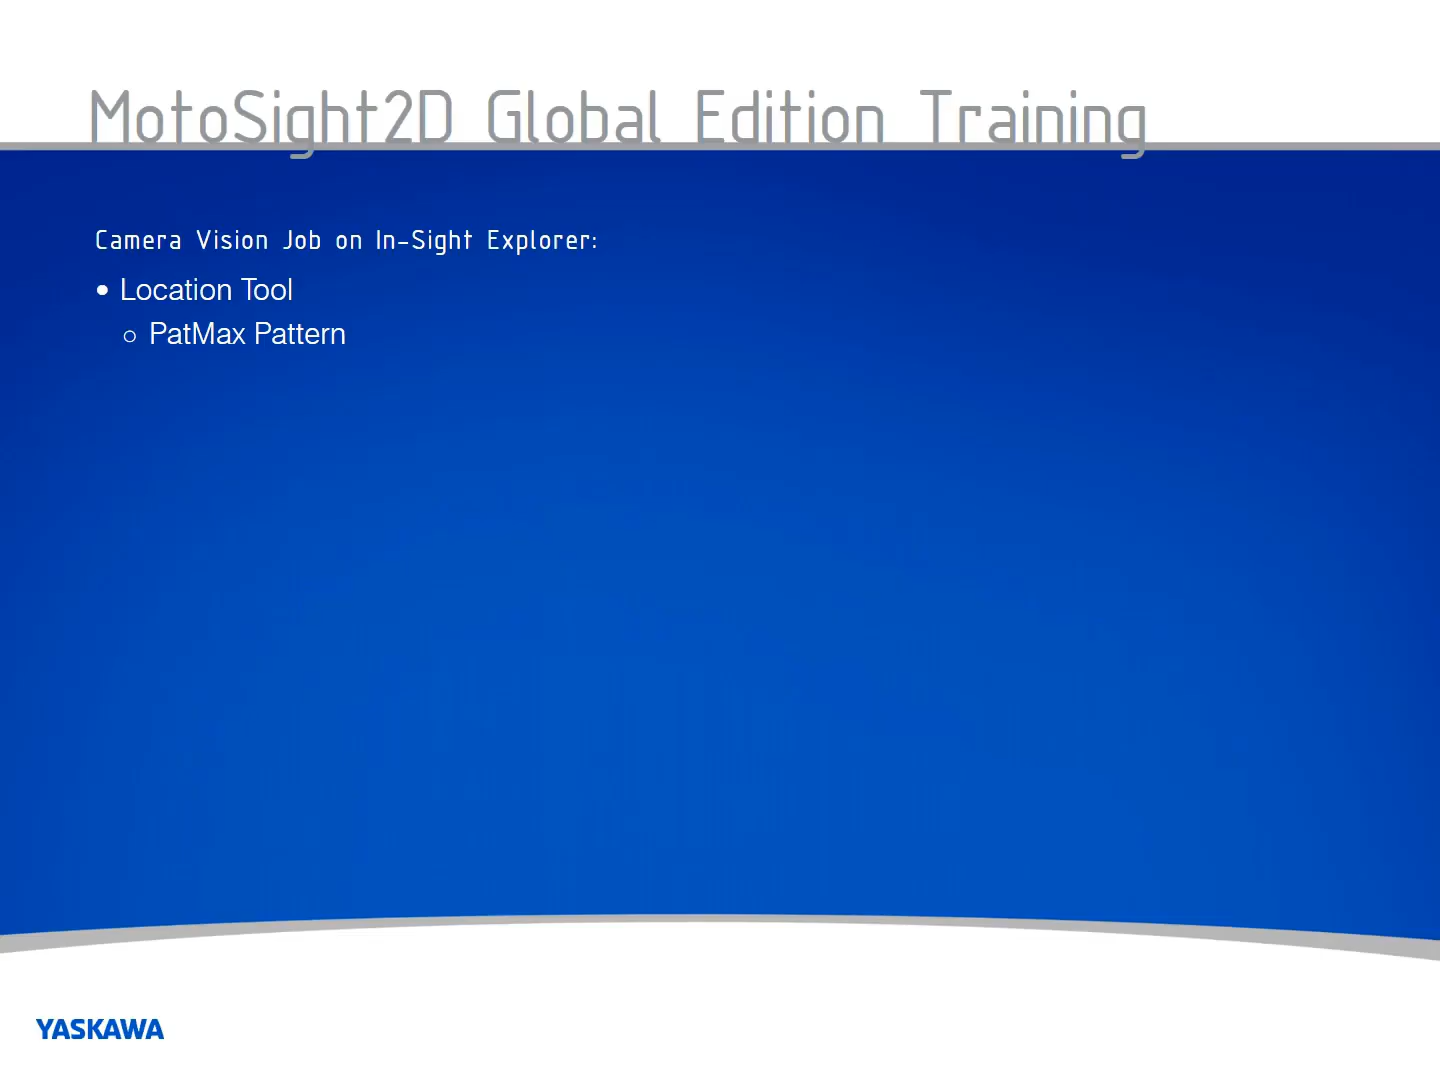 MotoSight2D Global Edition Training
Camera Vision Job on In-Sight Explorer:
• Location Tool
○ PatMax Pattern
YASKAWA